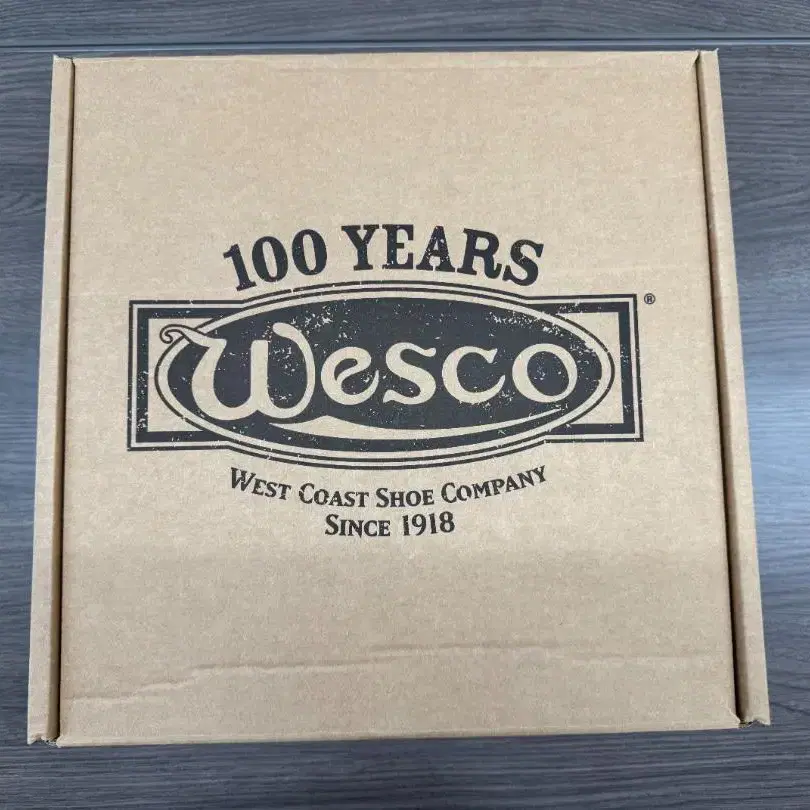 100 YEARS
Wesco ®
WEST COAST SHOE COMPANY
SINCE 1918